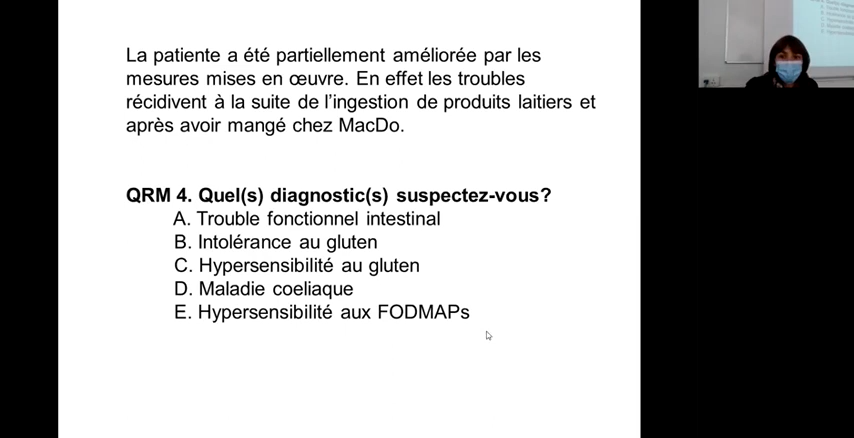 La patiente a été partiellement améliorée par les
mesures mises en œuvre. En effet les troubles
récidivent à la suite de l'ingestion de produits laitiers et
après avoir mangé chez MacDo.
QRM 4. Quel(s) diagnostic(s) suspectez-vous?
A. Trouble fonctionnel intestinal
B. Intolérance au gluten
C. Hypersensibilité au gluten
D. Maladie coeliaque
E. Hypersensibilité aux FODMAPs